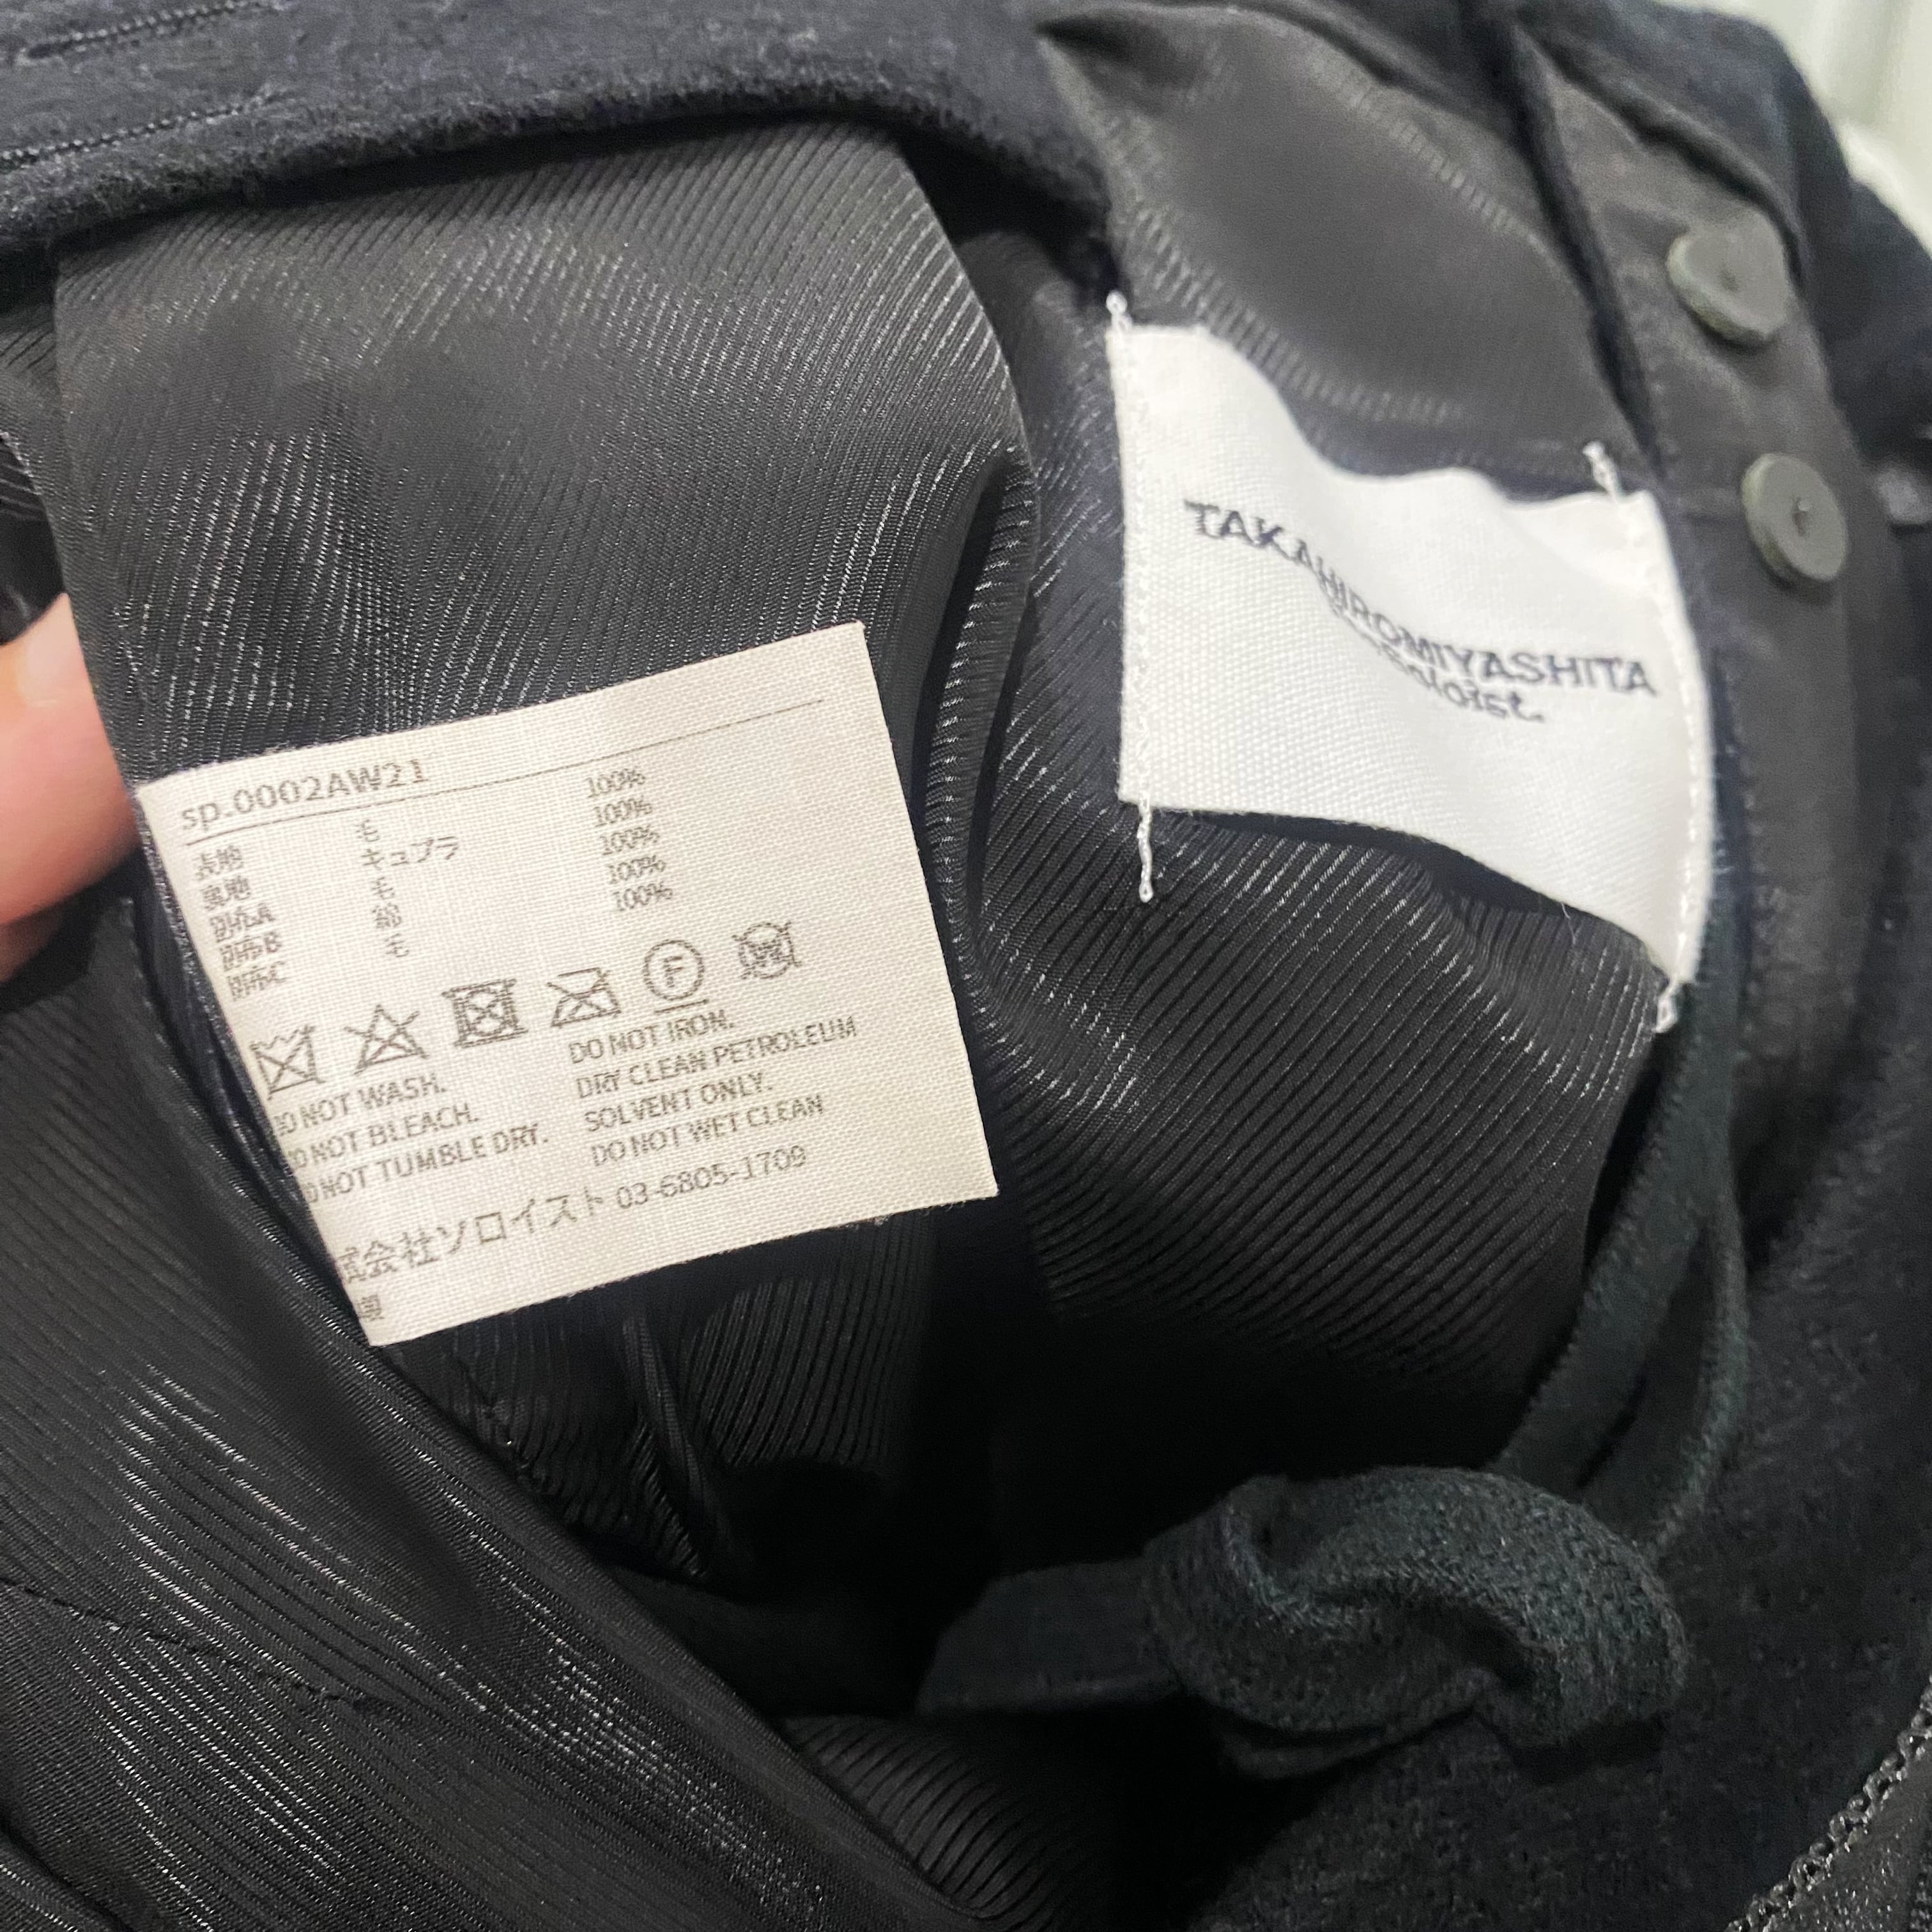 sp.0002AW21
表地 毛 100%
裏地 キュプラ 100%
別布A 毛 100%
別布B 綿 100%
別布C 毛 100%
F
W
DO NOT WASH.
DO NOT BLEACH.
DO NOT TUMBLE DRY.
DO NOT IRON.
DRY CLEAN PETROLEUM
SOLVENT ONLY.
DO NOT WET CLEAN
式会社ソロイスト 03-6805-1709
TAKAHIROMIYASHITA
TheSoloist.